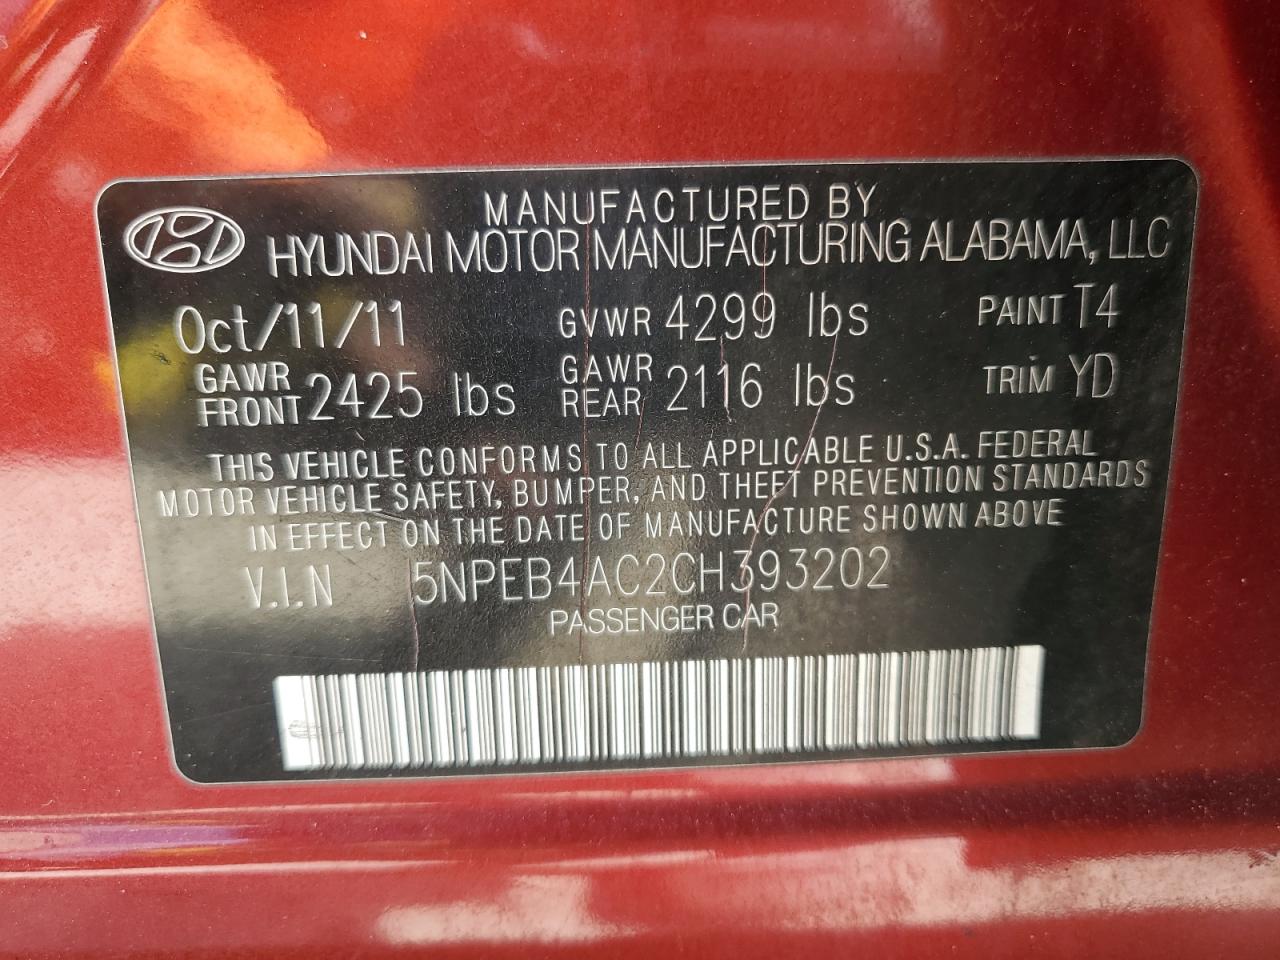 MANUFACTURED BY
HYUNDAI MOTOR MANUFACTURING ALABAMA, LLC
Oct/11/11 GVWR 4299 lbs PAINT T4
GAWR FRONT 2425 lbs GAWR REAR 2116 lbs TRIM YD
THIS VEHICLE CONFORMS TO ALL APPLICABLE U.S.A. FEDERAL
MOTOR VEHICLE SAFETY, BUMPER, AND THEFT PREVENTION STANDARDS
IN EFFECT ON THE DATE OF MANUFACTURE SHOWN ABOVE
V.I.N 5NPEB4AC2CH393202
PASSENGER CAR